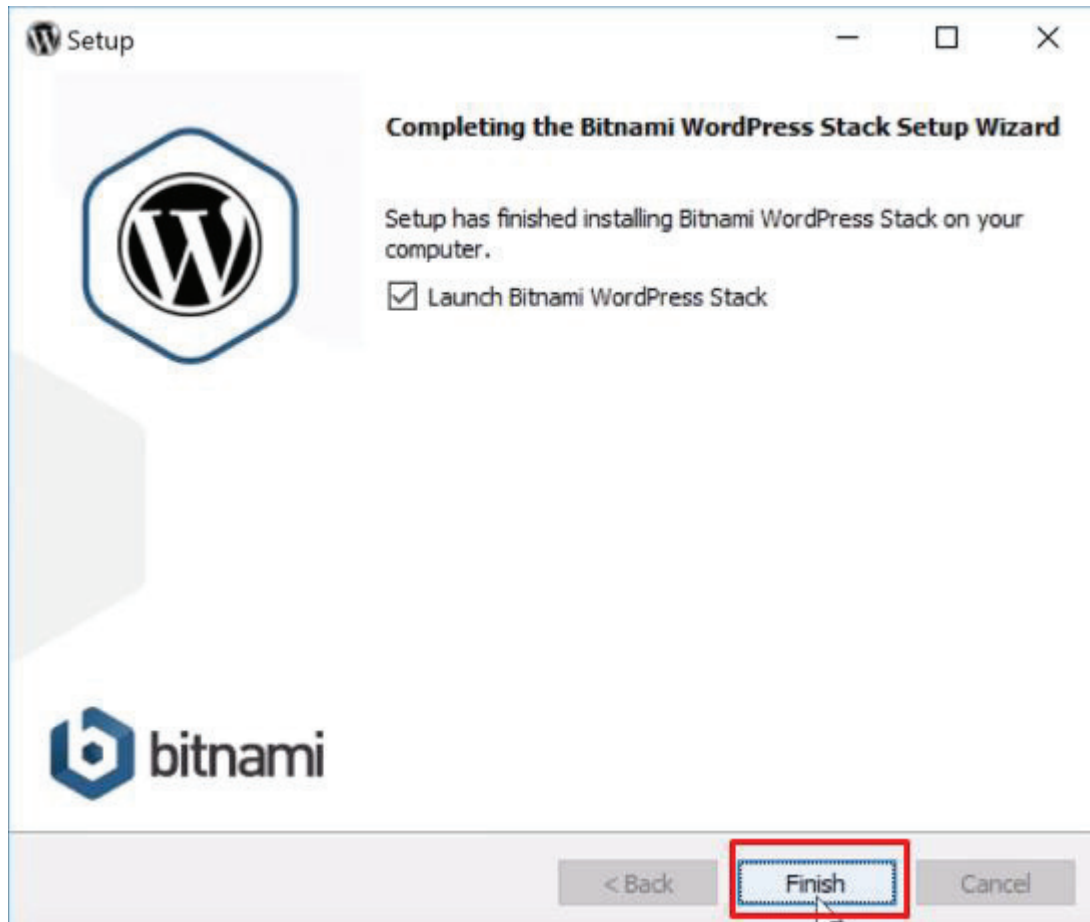 Setup
Completing the Bitnami WordPress Stack Setup Wizard
Setup has finished installing Bitnami WordPress Stack on your
computer.
Launch Bitnami WordPress Stack
bitnami
< Back Finish Cancel